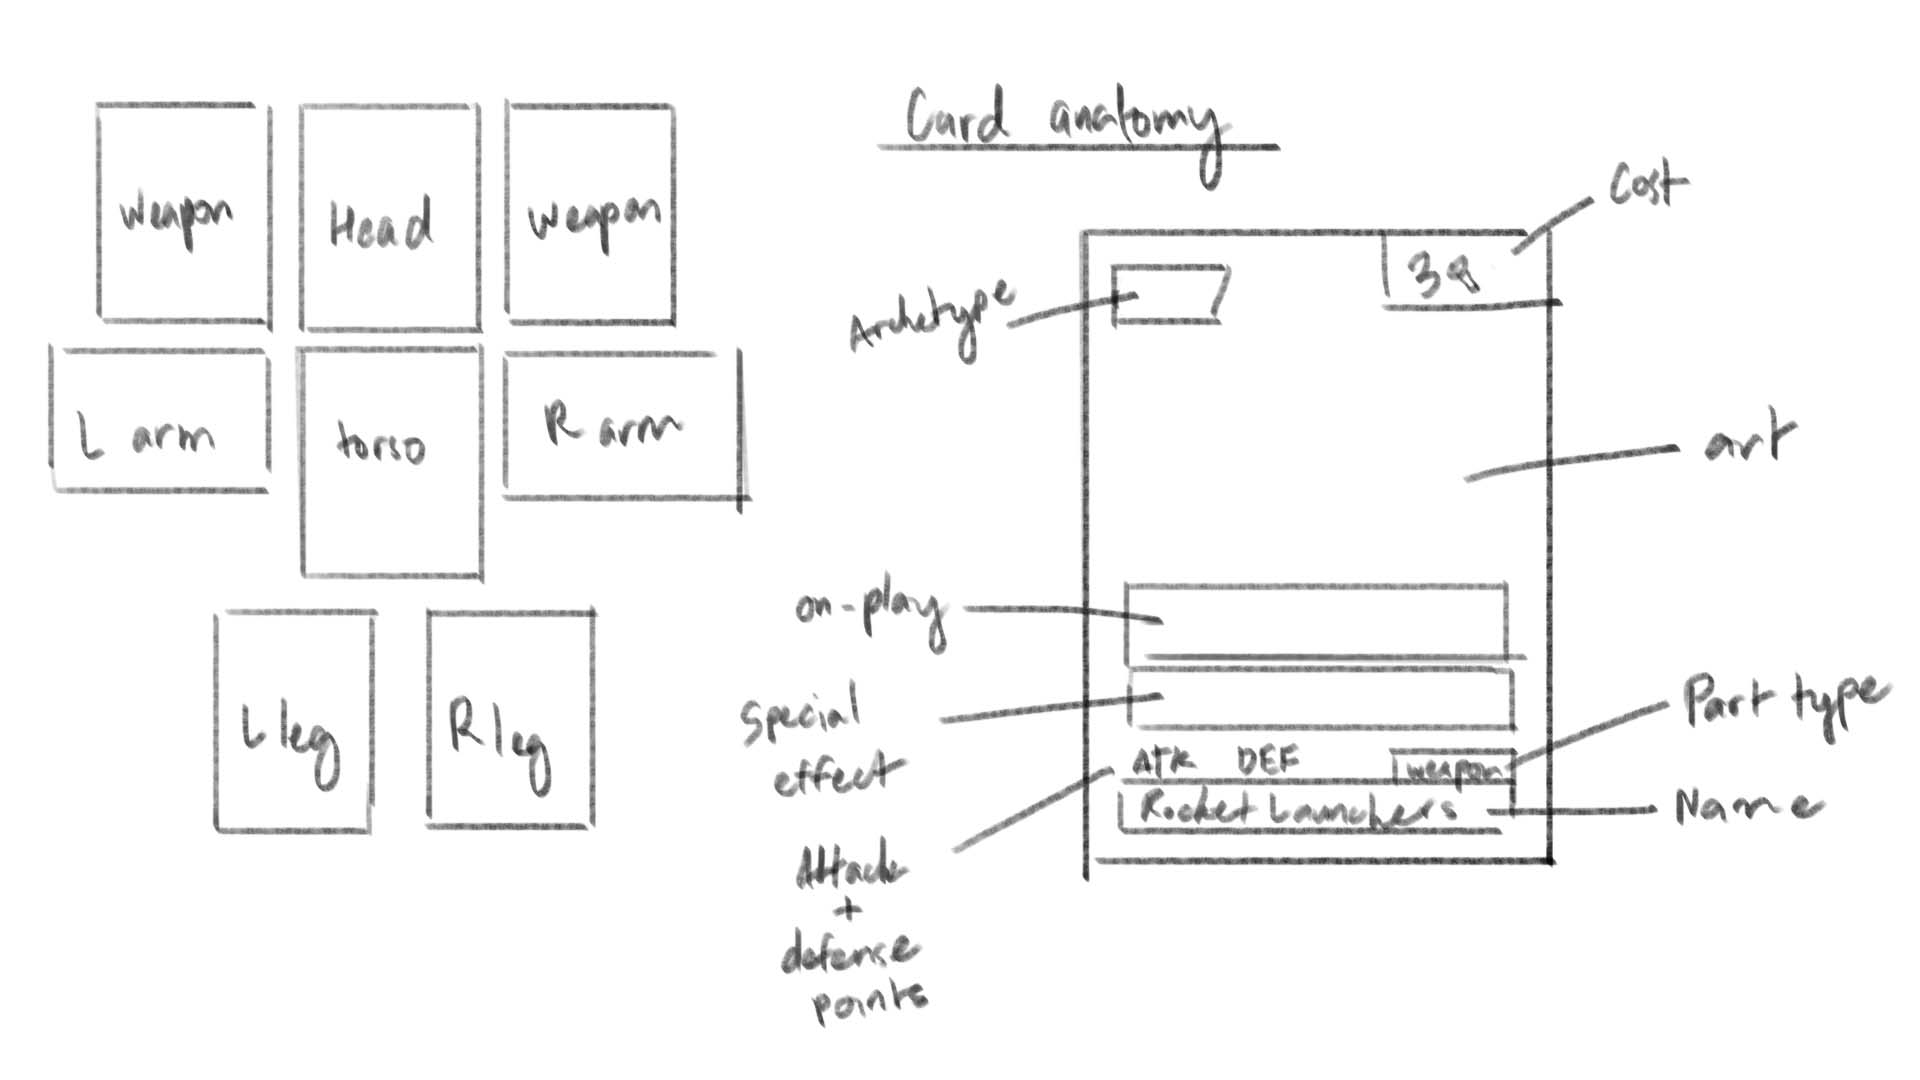 Weapon
Head
Weapon
L arm
torso
R arm
L leg
R leg
Card anatomy
Cost
Archetype
art
on-play
Special
effect
ATK DEF
weapon
Part type
Rocket Launchers
Name
Attack
+
defense
points